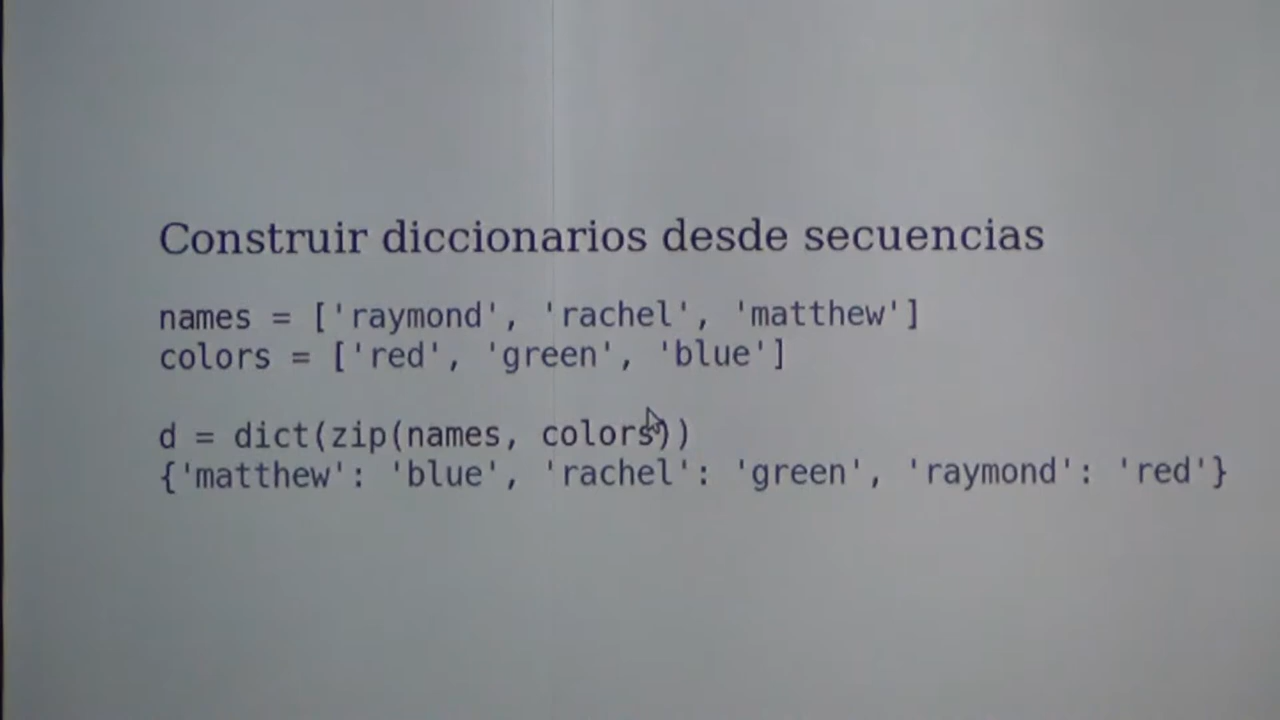 Construir diccionarios desde secuencias
names = ['raymond', 'rachel', 'matthew']
colors = ['red', 'green', 'blue']
d = dict(zip(names, colors))
{'matthew': 'blue', 'rachel': 'green', 'raymond': 'red'}